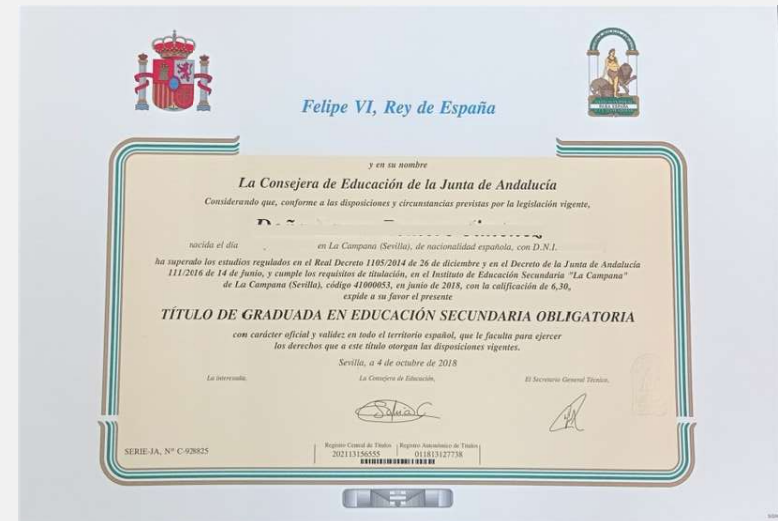 Felipe VI, Rey de España
y en su nombre
La Consejera de Educación de la Junta de Andalucía
Considerando que, conforme a las disposiciones y circunstancias previstas por la legislación vigente,
nacida el día en La Campana (Sevilla), de nacionalidad española, con D.N.I.
ha superado los estudios regulados en el Real Decreto 1105/2014 de 26 de diciembre y en el Decreto de la Junta de Andalucía
111/2016 de 14 de junio, y cumple los requisitos de titulación, en el Instituto de Educación Secundaria "La Campana"
de La Campana (Sevilla), código 41000053, en junio de 2018, con la calificación de 6,30,
expide a su favor el presente
TÍTULO DE GRADUADA EN EDUCACIÓN SECUNDARIA OBLIGATORIA
con carácter oficial y validez en todo el territorio español, que le faculta para ejercer
los derechos que a este título otorgan las disposiciones vigentes.
Sevilla, a 4 de octubre de 2018
La interesada, La Consejera de Educación, El Secretario General Técnico,
Registro Central de Títulos Registro Autonómico de Títulos
202113156555 011813127738
SERIE-JA, Nº C-928825